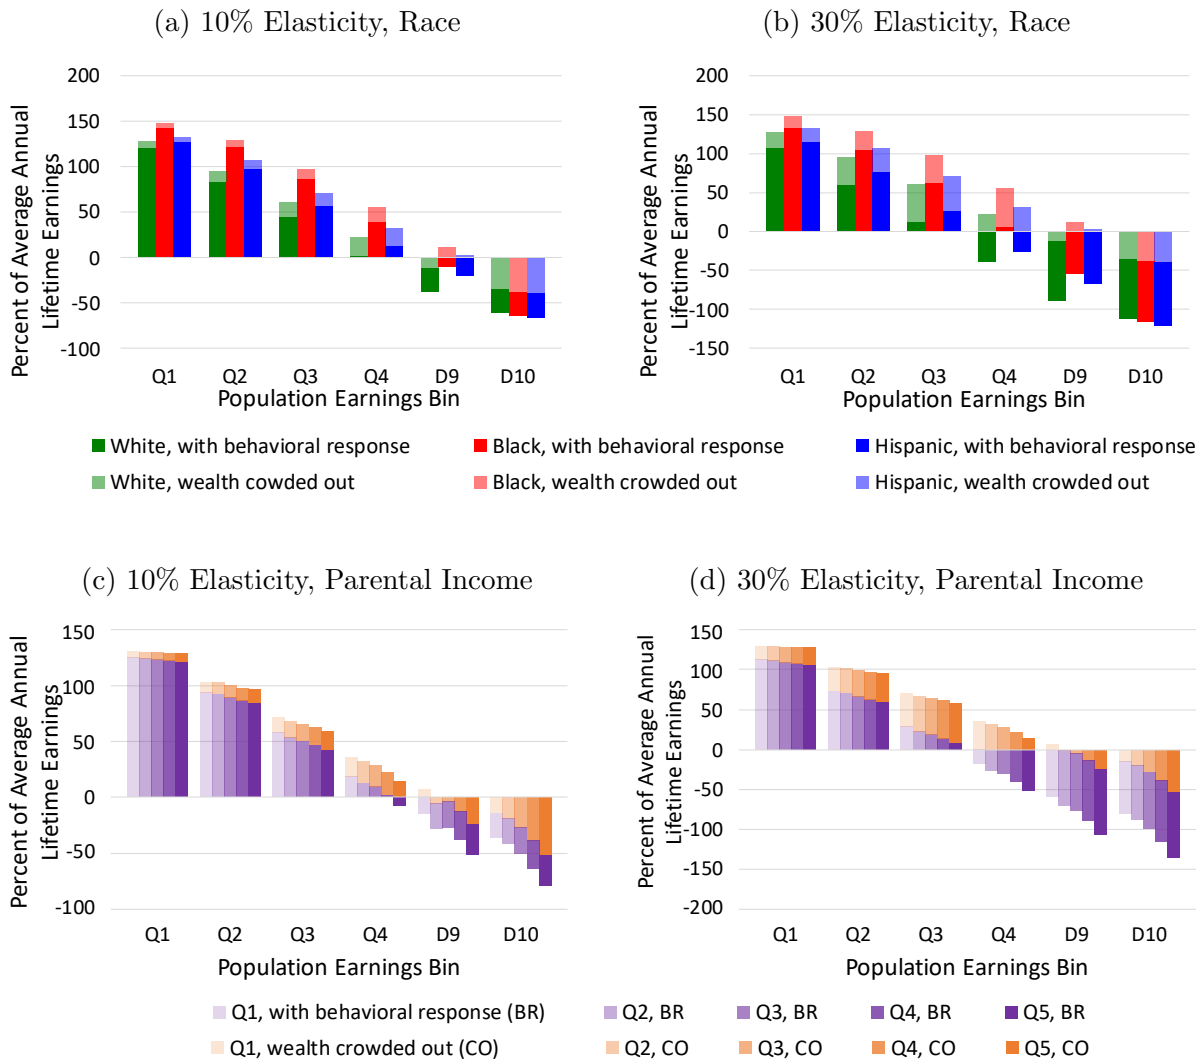 (a) 10% Elasticity, Race
(b) 30% Elasticity, Race
Percent of Average Annual
Lifetime Earnings
200
150
100
50
0
-50
-100
Q1 Q2 Q3 Q4 D9 D10
Population Earnings Bin
Percent of Average Annual
Lifetime Earnings
200
150
100
50
0
-50
-100
-150
Q1 Q2 Q3 Q4 D9 D10
Population Earnings Bin
White, with behavioral response
Black, with behavioral response
Hispanic, with behavioral response
White, wealth crowded out
Black, wealth crowded out
Hispanic, wealth crowded out
(c) 10% Elasticity, Parental Income
(d) 30% Elasticity, Parental Income
Percent of Average Annual
Lifetime Earnings
150
100
50
0
-50
-100
Q1 Q2 Q3 Q4 D9 D10
Population Earnings Bin
Percent of Average Annual
Lifetime Earnings
150
100
50
0
-50
-100
-150
-200
Q1 Q2 Q3 Q4 D9 D10
Population Earnings Bin
Q1, with behavioral response (BR)
Q2, BR
Q3, BR
Q4, BR
Q5, BR
Q1, wealth crowded out (CO)
Q2, CO
Q3, CO
Q4, CO
Q5, CO